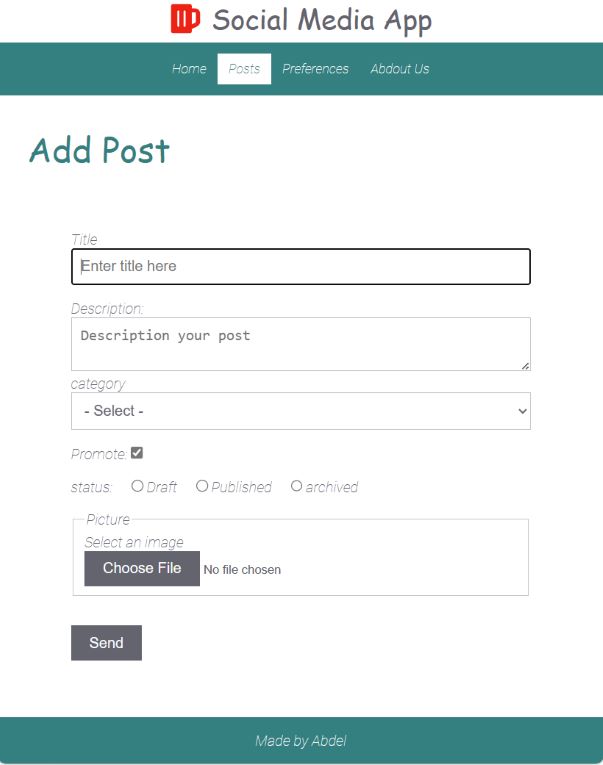 Social Media App
Home Posts Preferences Abdout Us
Add Post
Title
Enter title here
Description:
Description your post
category
- Select -
Promote:
status: Draft Published archived
Picture
Select an image
Choose File No file chosen
Send
Made by Abdel